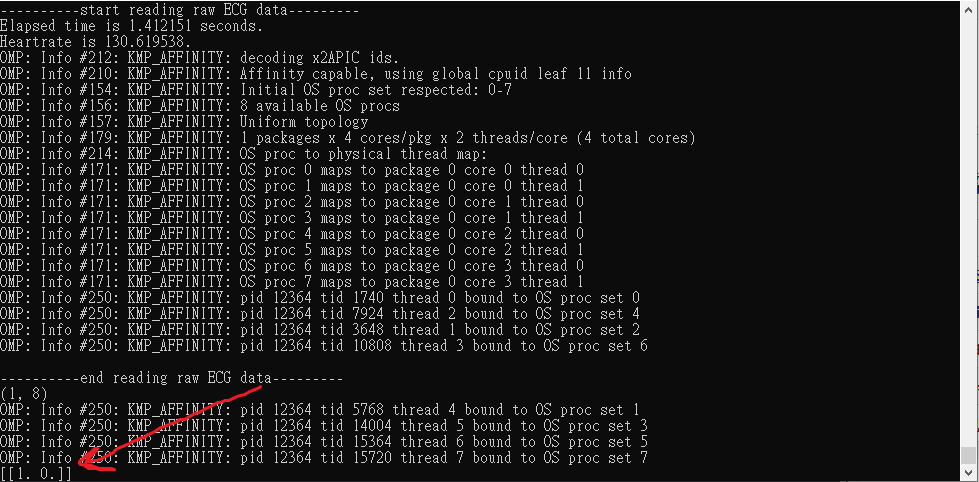 ----------start reading raw ECG data---------
Elapsed time is 1.412151 seconds.
Heartrate is 130.619538.
OMP: Info #212: KMP_AFFINITY: decoding x2APIC ids.
OMP: Info #210: KMP_AFFINITY: Affinity capable, using global cpuid leaf 11 info
OMP: Info #154: KMP_AFFINITY: Initial OS proc set respected: 0-7
OMP: Info #156: KMP_AFFINITY: 8 available OS procs
OMP: Info #157: KMP_AFFINITY: Uniform topology
OMP: Info #179: KMP_AFFINITY: 1 packages x 4 cores/pkg x 2 threads/core (4 total cores)
OMP: Info #214: KMP_AFFINITY: OS proc to physical thread map:
OMP: Info #171: KMP_AFFINITY: OS proc 0 maps to package 0 core 0 thread 0
OMP: Info #171: KMP_AFFINITY: OS proc 1 maps to package 0 core 0 thread 1
OMP: Info #171: KMP_AFFINITY: OS proc 2 maps to package 0 core 1 thread 0
OMP: Info #171: KMP_AFFINITY: OS proc 3 maps to package 0 core 1 thread 1
OMP: Info #171: KMP_AFFINITY: OS proc 4 maps to package 0 core 2 thread 0
OMP: Info #171: KMP_AFFINITY: OS proc 5 maps to package 0 core 2 thread 1
OMP: Info #171: KMP_AFFINITY: OS proc 6 maps to package 0 core 3 thread 0
OMP: Info #171: KMP_AFFINITY: OS proc 7 maps to package 0 core 3 thread 1
OMP: Info #250: KMP_AFFINITY: pid 12364 tid 1740 thread 0 bound to OS proc set 0
OMP: Info #250: KMP_AFFINITY: pid 12364 tid 7924 thread 2 bound to OS proc set 4
OMP: Info #250: KMP_AFFINITY: pid 12364 tid 3648 thread 1 bound to OS proc set 2
OMP: Info #250: KMP_AFFINITY: pid 12364 tid 10808 thread 3 bound to OS proc set 6
----------end reading raw ECG data---------
(1, 8)
OMP: Info #250: KMP_AFFINITY: pid 12364 tid 5768 thread 4 bound to OS proc set 1
OMP: Info #250: KMP_AFFINITY: pid 12364 tid 14004 thread 5 bound to OS proc set 3
OMP: Info #250: KMP_AFFINITY: pid 12364 tid 15364 thread 6 bound to OS proc set 5
OMP: Info #250: KMP_AFFINITY: pid 12364 tid 15720 thread 7 bound to OS proc set 7
[[1. 0.]]